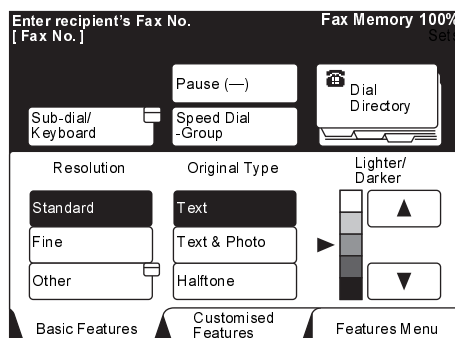 Enter recipient's Fax No.
Fax Memory 100%
[ Fax No. ]
Set
Pause (—)
Dial
Directory
Sub-dial/
Keyboard
Speed Dial
-Group
Resolution
Original Type
Lighter/
Darker
Standard
Text
Fine
Text & Photo
Other
Halftone
Basic Features
Customised
Features
Features Menu